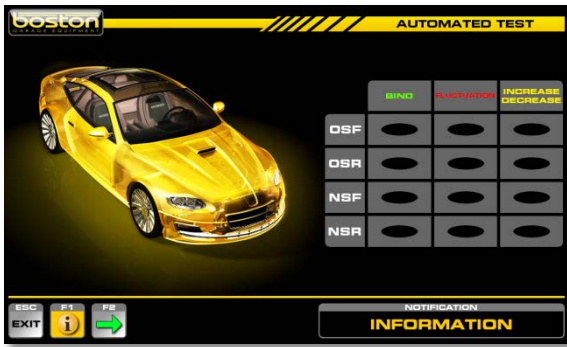 boston
GARAGE EQUIPMENT
AUTOMATED TEST
BIND FLUCTUATION INCREASE
DECREASE
OSF
OSR
NSF
NSR
ESC F1 F2
EXIT i
NOTIFICATION
INFORMATION